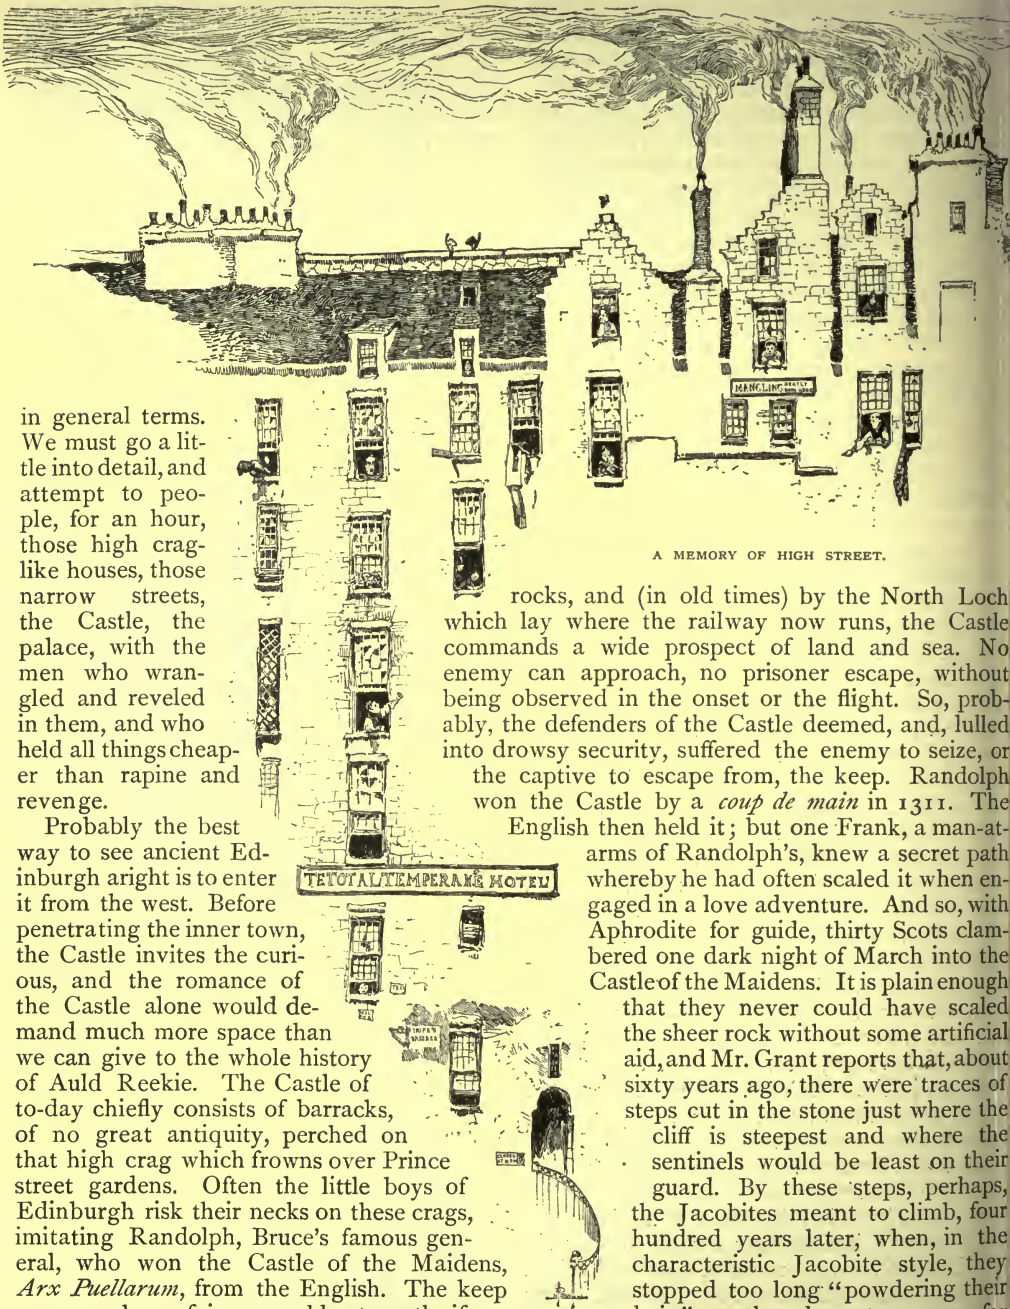 MANGLING NEATLY
A MEMORY OF HIGH STREET.
in general terms.
We must go a lit-
tle into detail, and
attempt to peo-
ple, for an hour,
those high crag-
like houses, those
narrow streets,
the Castle, the
palace, with the
men who wran-
gled and reveled
in them, and who
held all things cheap-
er than rapine and
revenge.
Probably the best
way to see ancient Ed-
inburgh aright is to enter
it from the west. Before
penetrating the inner town,
the Castle invites the curi-
ous, and the romance of
the Castle alone would de-
mand much more space than
we can give to the whole history
of Auld Reekie. The Castle of
to-day chiefly consists of barracks,
of no great antiquity, perched on
that high crag which frowns over Prince
street gardens. Often the little boys of
Edinburgh risk their necks on these crags,
imitating Randolph, Bruce's famous gen-
eral, who won the Castle of the Maidens,
Arx Puellarum, from the English. The keep
TETOTAL TEMPERANS HOTEL
rocks, and (in old times) by the North Loch
which lay where the railway now runs, the Castle
commands a wide prospect of land and sea. No
enemy can approach, no prisoner escape, without
being observed in the onset or the flight. So, prob-
ably, the defenders of the Castle deemed, and, lulled
into drowsy security, suffered the enemy to seize, or
the captive to escape from, the keep. Randolph
won the Castle by a coup de main in 1311. The
English then held it; but one Frank, a man-at-
arms of Randolph's, knew a secret path
whereby he had often scaled it when en-
gaged in a love adventure. And so, with
Aphrodite for guide, thirty Scots clam-
bered one dark night of March into the
Castle of the Maidens. It is plain enough
that they never could have scaled
the sheer rock without some artificial
aid, and Mr. Grant reports that, about
sixty years ago, there were traces of
steps cut in the stone just where the
cliff is steepest and where the
sentinels would be least on their
guard. By these steps, perhaps,
the Jacobites meant to climb, four
hundred years later, when, in the
characteristic Jacobite style, they
stopped too long "powdering their